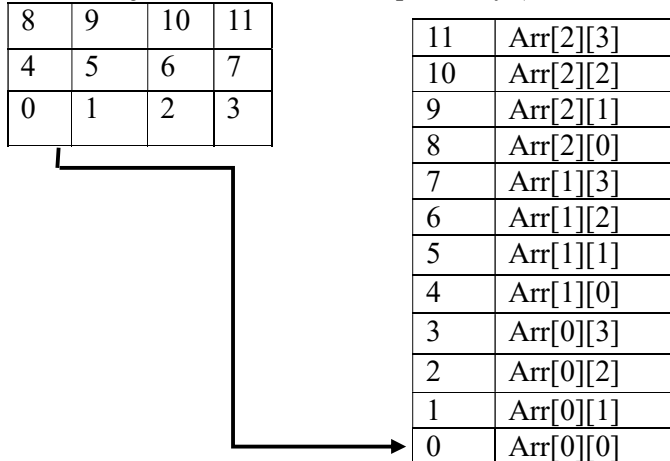 8 9 10 11
4 5 6 7
0 1 2 3
11 Arr[2][3]
10 Arr[2][2]
9 Arr[2][1]
8 Arr[2][0]
7 Arr[1][3]
6 Arr[1][2]
5 Arr[1][1]
4 Arr[1][0]
3 Arr[0][3]
2 Arr[0][2]
1 Arr[0][1]
0 Arr[0][0]